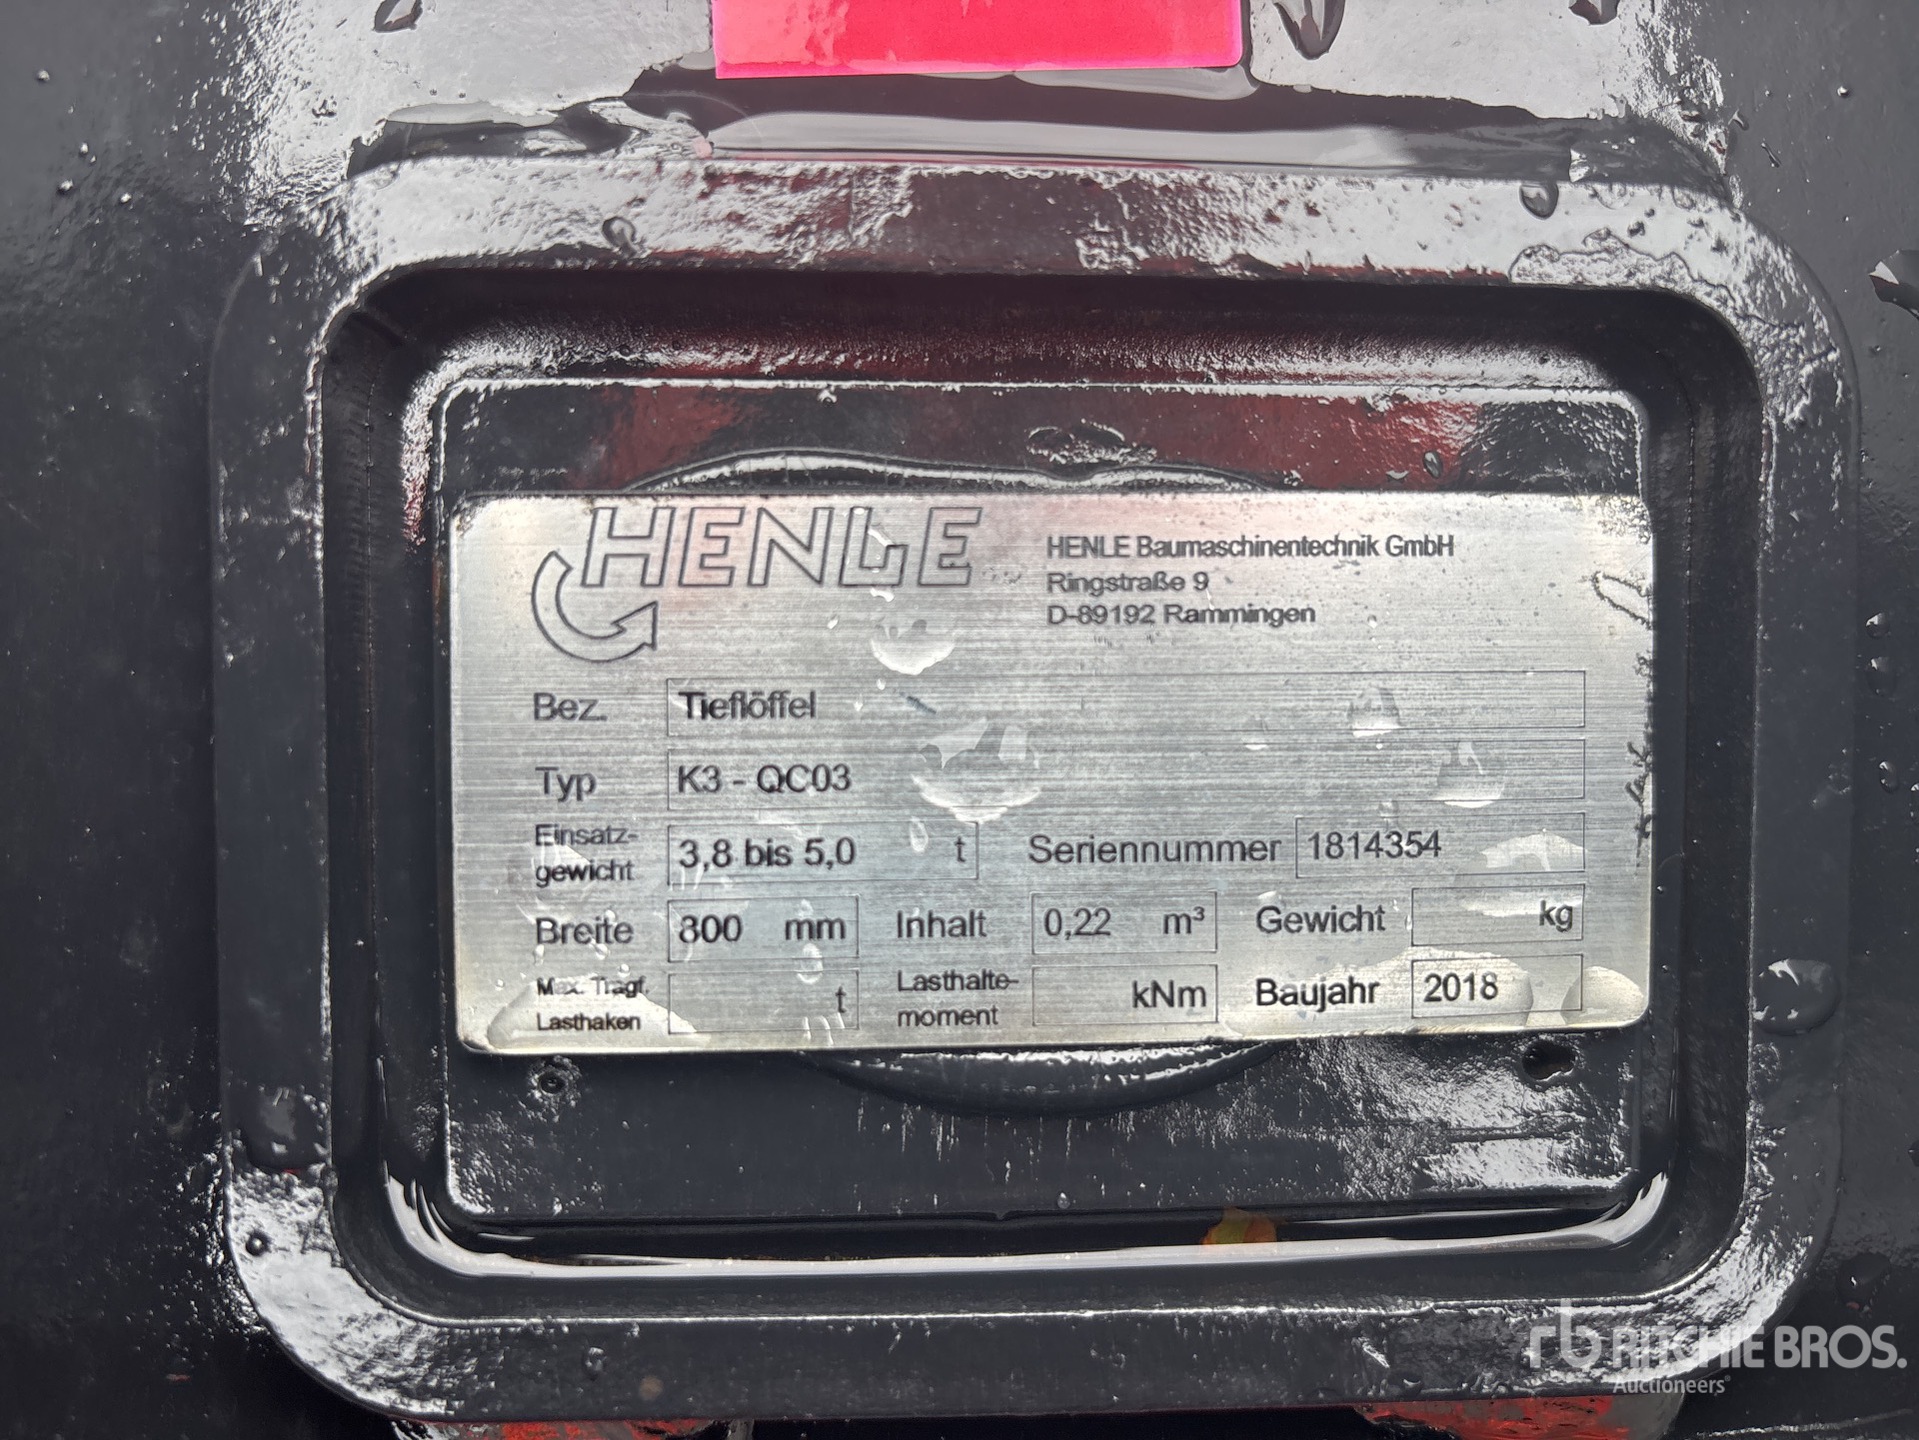 HENLE
HENLE Baumaschinentechnik GmbH
Ringstraße 9
D-89192 Rammingen
Bez. Tieflöffel
Typ K3 - QC03
Einsatz-
gewicht 3,8 bis 5,0 t Seriennummer 1814354
Breite 800 mm Inhalt 0,22 m³ Gewicht kg
Max. Tragf.
Lasthaken t Lasthalte-
moment kNm Baujahr 2018
rb RITCHIE BROS.
Auctioneers®